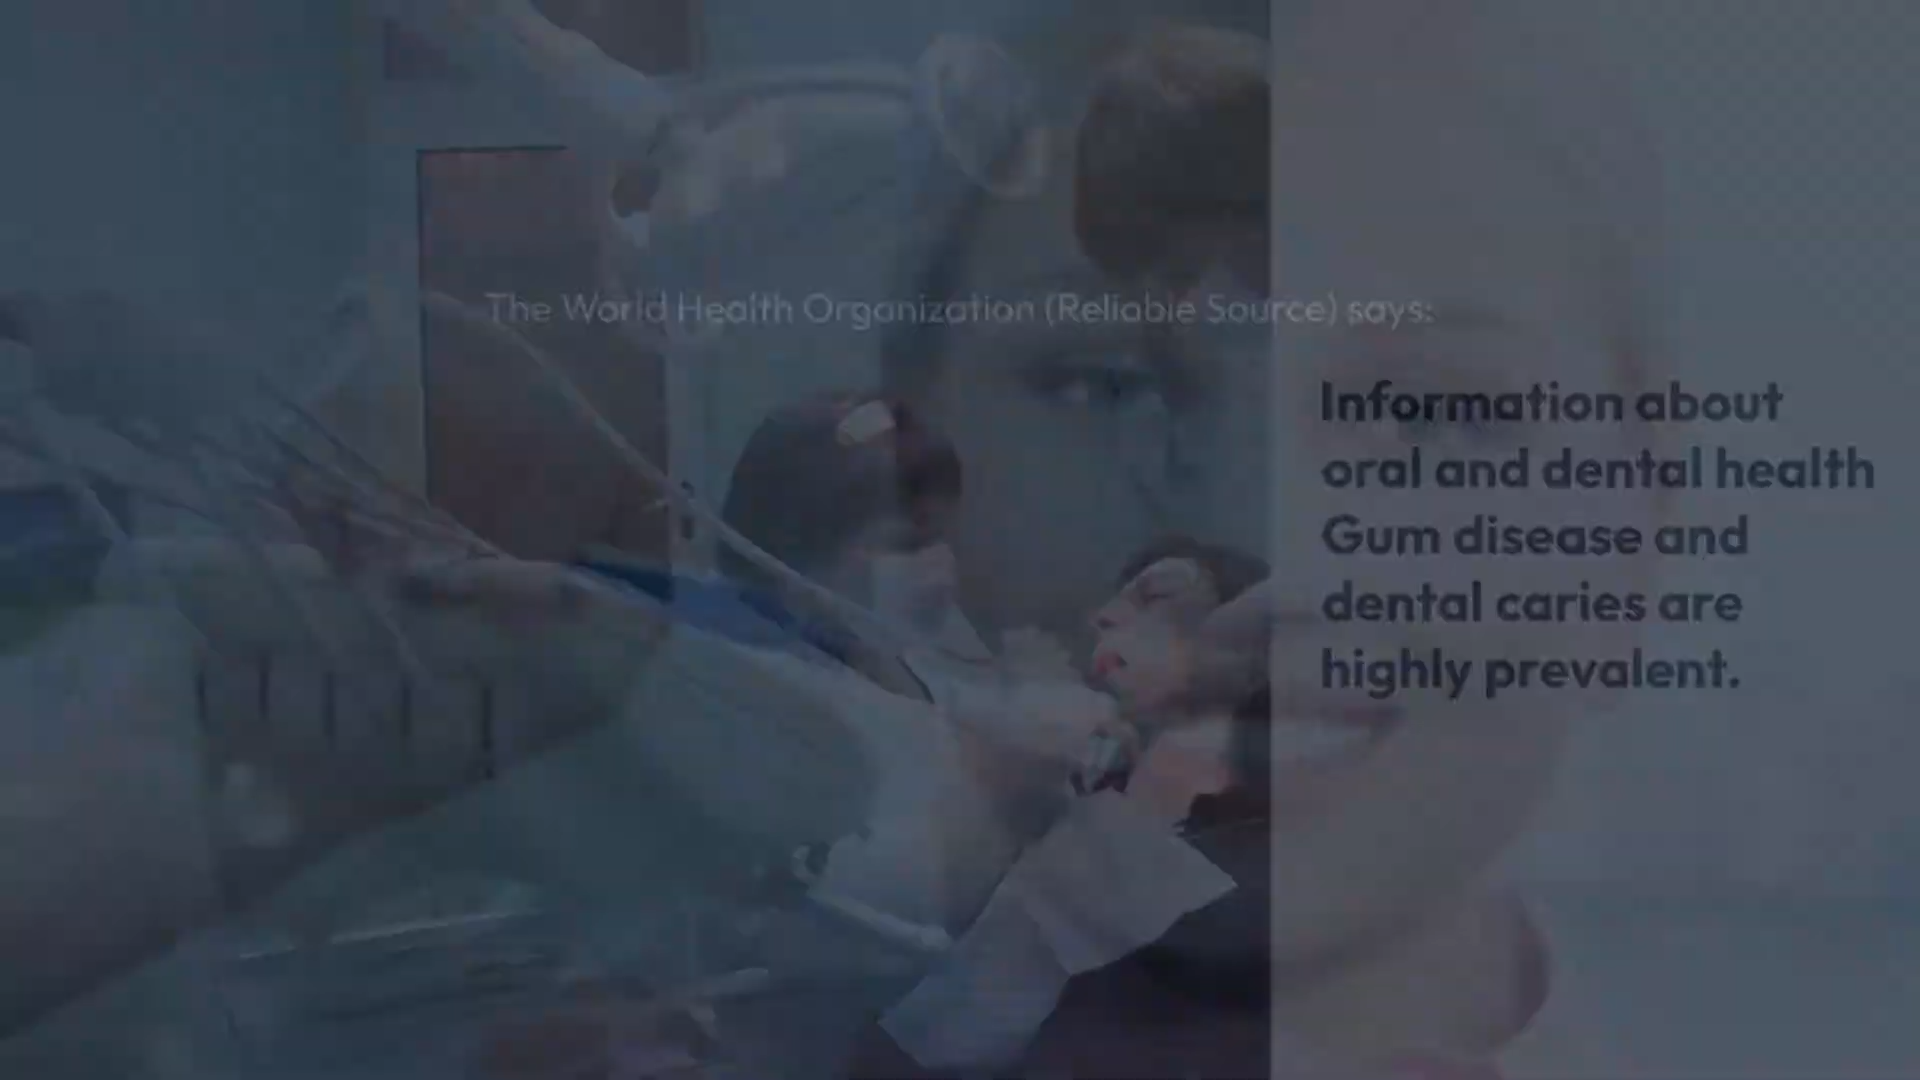 The World Health Organization (Reliable Source) says:
Information about
oral and dental health
Gum disease and
dental caries are
highly prevalent.